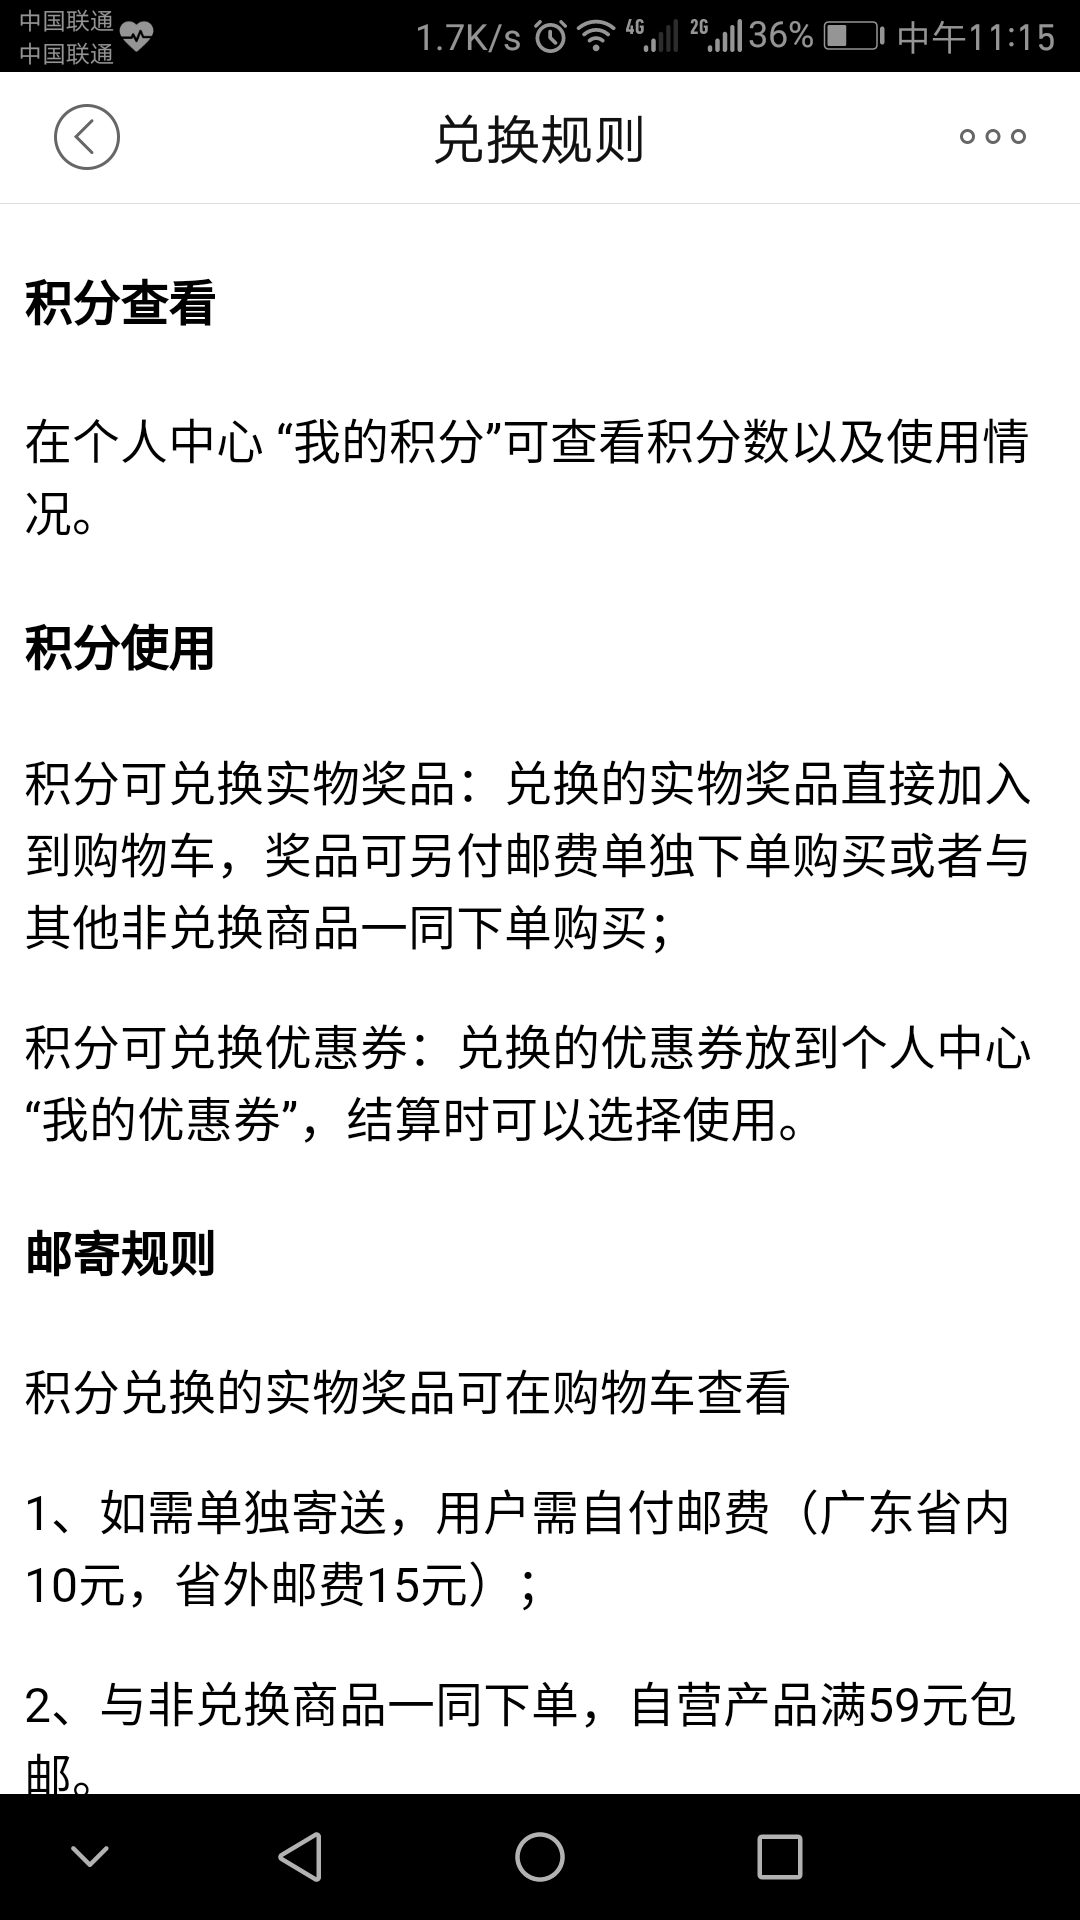 中国联通
中国联通
1.7K/s 4G 2G 36% 中午11:15
兑换规则
积分查看
在个人中心 “我的积分”可查看积分数以及使用情
况。
积分使用
积分可兑换实物奖品：兑换的实物奖品直接加入
到购物车，奖品可另付邮费单独下单购买或者与
其他非兑换商品一同下单购买；
积分可兑换优惠券：兑换的优惠券放到个人中心
“我的优惠券”，结算时可以选择使用。
邮寄规则
积分兑换的实物奖品可在购物车查看
1、如需单独寄送，用户需自付邮费（广东省内
10元，省外邮费15元）；
2、与非兑换商品一同下单，自营产品满59元包
邮。